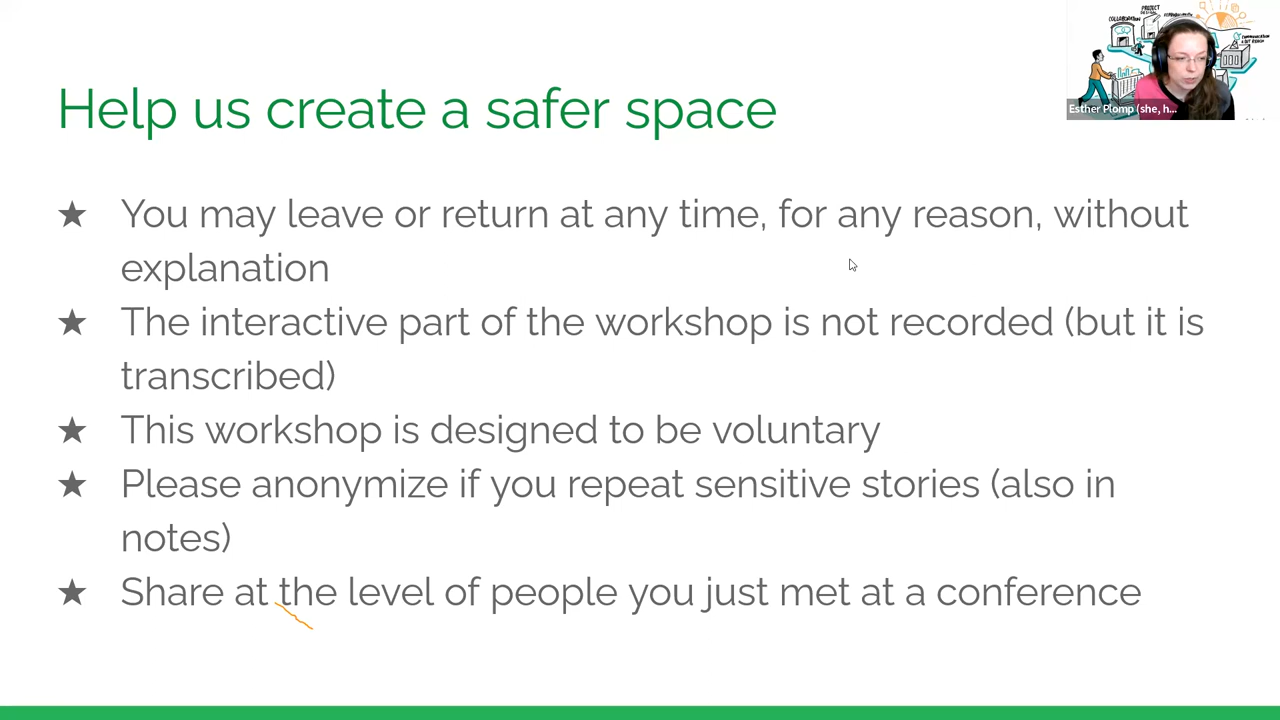 Help us create a safer space
★ You may leave or return at any time, for any reason, without
explanation
★ The interactive part of the workshop is not recorded (but it is
transcribed)
★ This workshop is designed to be voluntary
★ Please anonymize if you repeat sensitive stories (also in
notes)
★ Share at the level of people you just met at a conference
COLLABORATION
PROJECT
DESIGN
Esther Plomp (she, h...